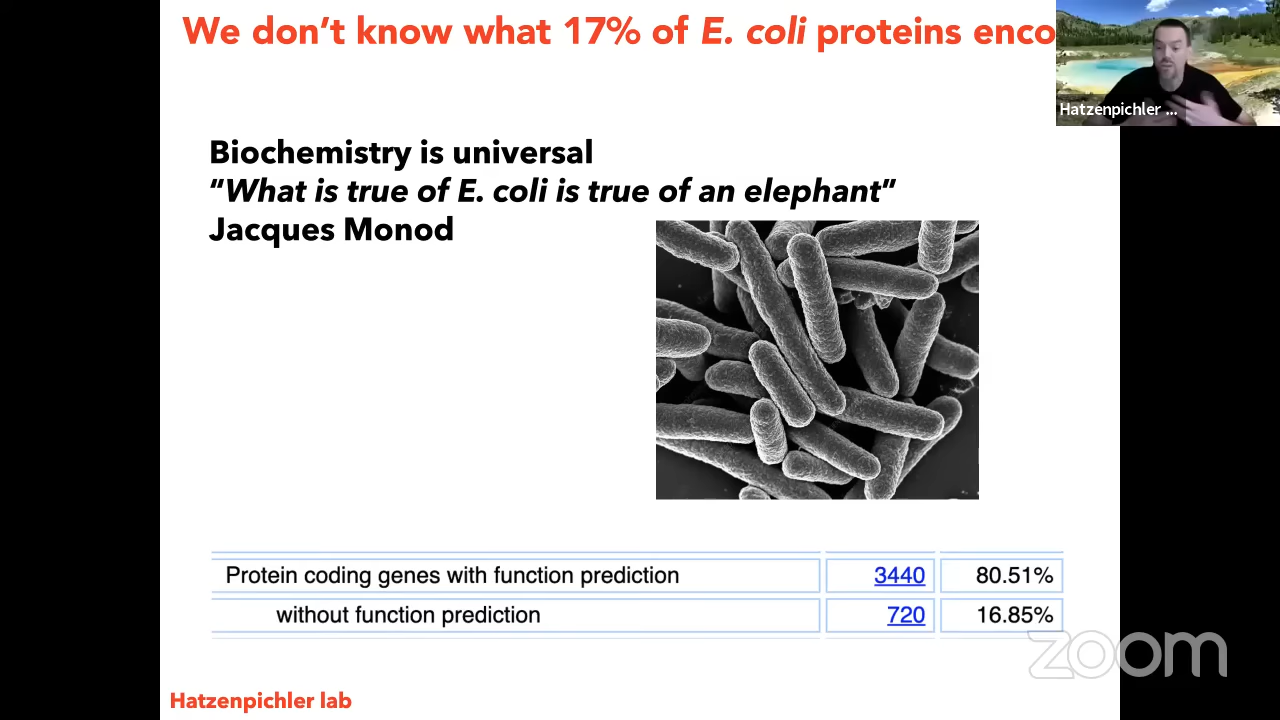 We don't know what 17% of E. coli proteins enco
Hatzenpichler ...
Biochemistry is universal
“What is true of E. coli is true of an elephant”
Jacques Monod
Protein coding genes with function prediction 3440 80.51%
without function prediction 720 16.85%
zoom
Hatzenpichler lab